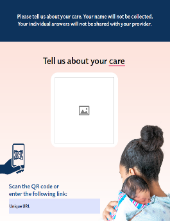 Please tell us about your care. Your name will not be collected.
Your individual answers will not be shared with your provider.
Tell us about your care
Scan the QR code or
enter the following link:
Unique URL